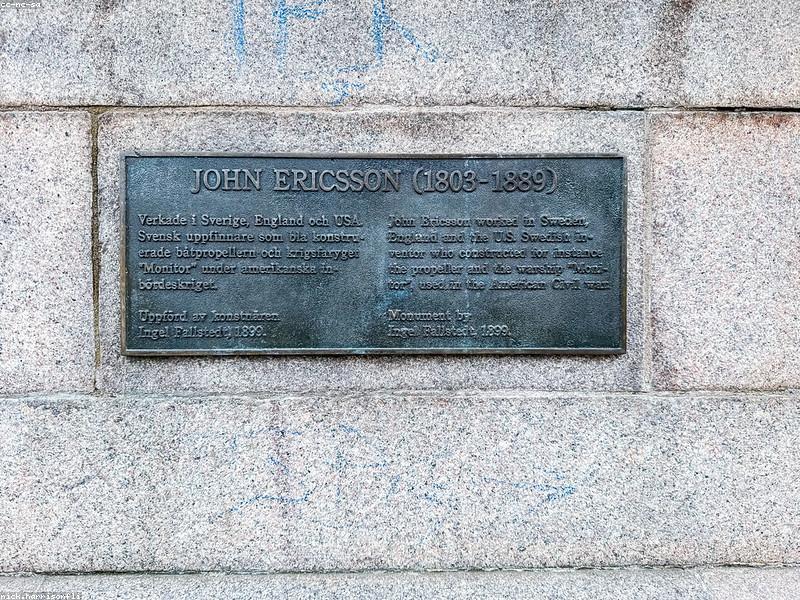 cc-nc-sa
JOHN ERICSSON (1803-1889)
Verkade i Sverige, England och USA.
Svensk uppfinnare som bla konstru-
erade båtpropellern och krigsfartyget
"Monitor" under amerikanska in-
bördeskriget.
Uppförd av konstnären
Ingel Fallstedt, 1899.
John Ericsson worked in Sweden,
England and the U.S. Swedish in-
ventor who constructed for instance
the propeller and the warship "Moni-
tor", used in the American Civil war.
Monument by
Ingel Fallstedt, 1899.